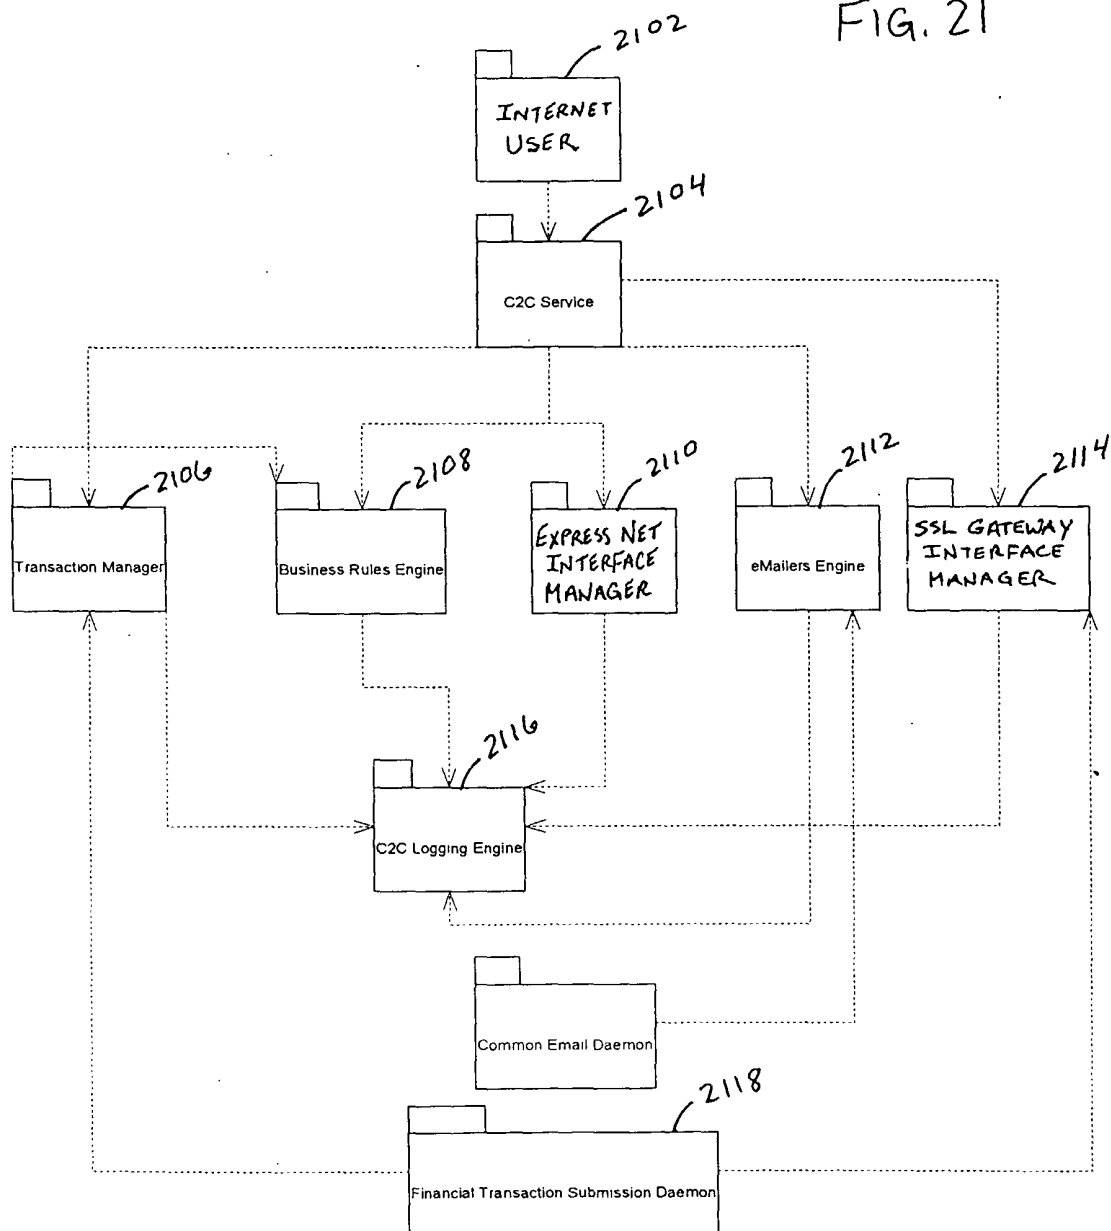 FIG. 21
2102
INTERNET
USER
2104
C2C Service
2106
Transaction Manager
2108
Business Rules Engine
2110
EXPRESS NET
INTERFACE
MANAGER
2112
eMailers Engine
2114
SSL GATEWAY
INTERFACE
MANAGER
2116
C2C Logging Engine
Common Email Daemon
2118
Financial Transaction Submission Daemon